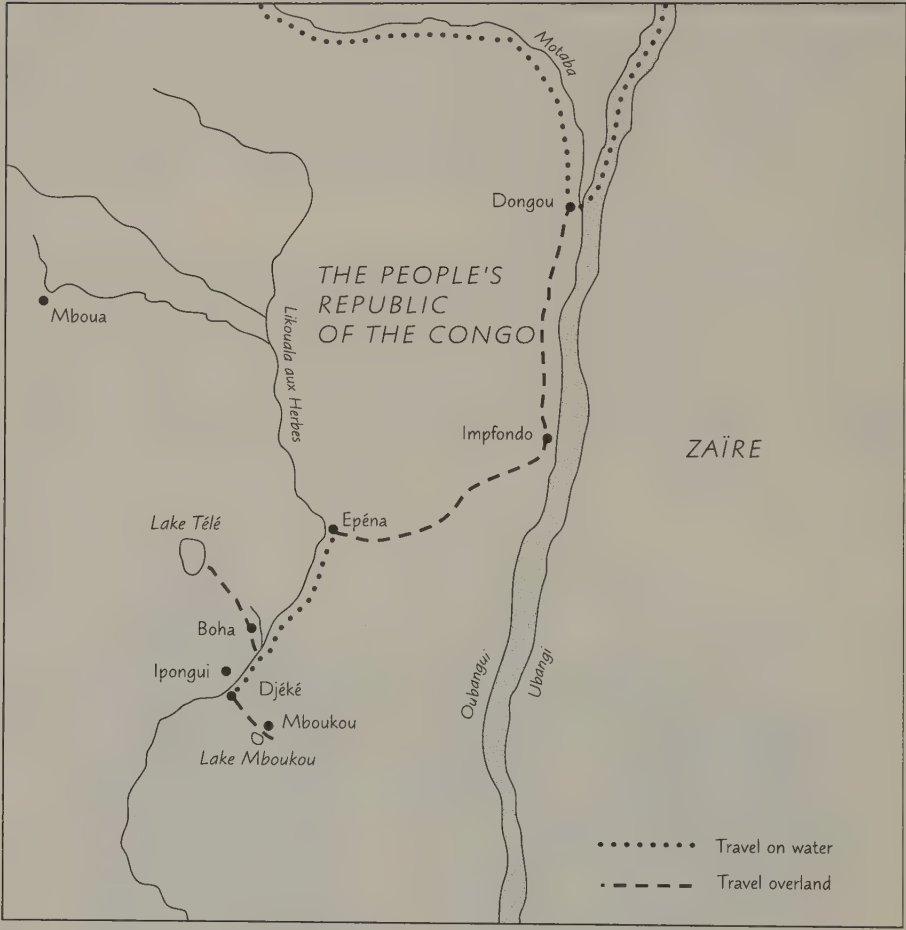 Motaba
Dongou
THE PEOPLE'S
REPUBLIC
OF THE CONGO
Mboua
Likouala aux Herbes
Impfondo
ZAÏRE
Lake Télé
Epéna
Boha
Ipongui
Djéké
Mboukou
Lake Mboukou
Oubangui
Ubangi
Travel on water
Travel overland